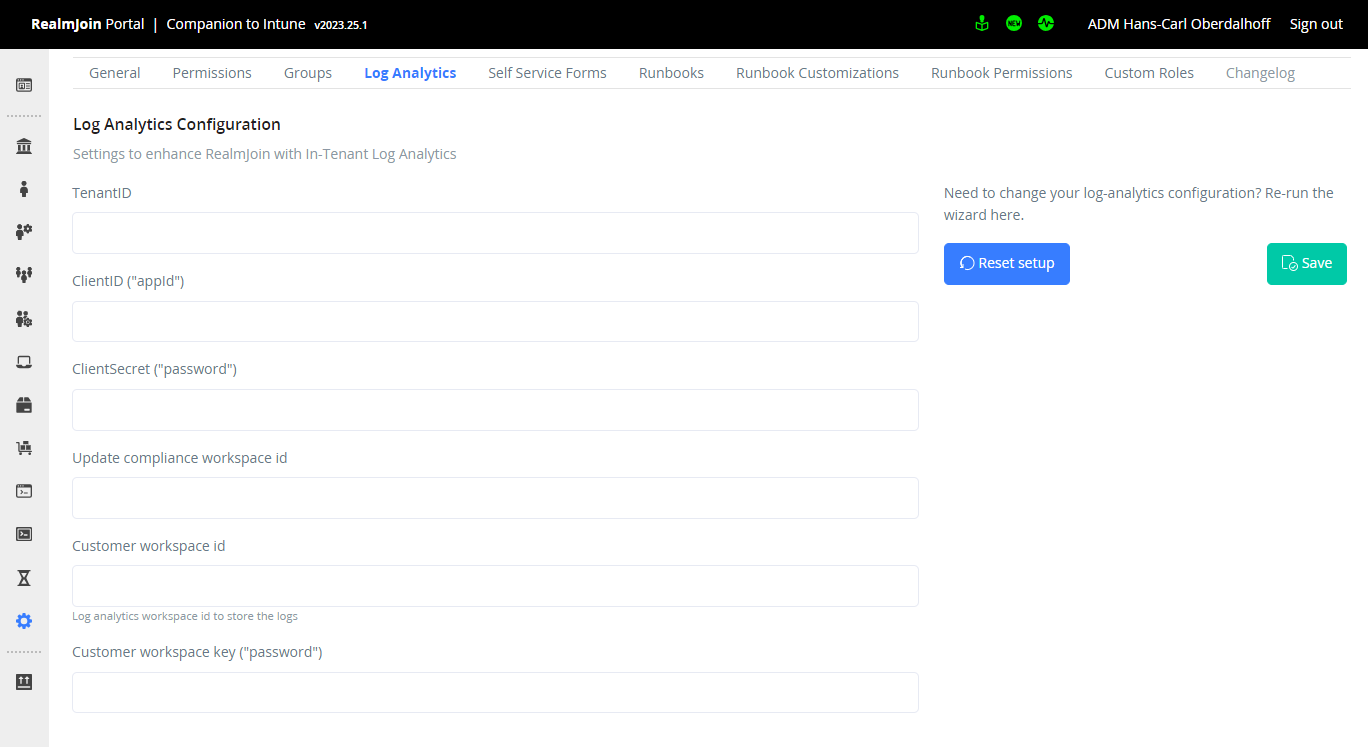 RealmJoin Portal | Companion to Intune v2023.25.1
NEW
ADM Hans-Carl Oberdalhoff Sign out
General Permissions Groups Log Analytics Self Service Forms Runbooks Runbook Customizations Runbook Permissions Custom Roles Changelog
Log Analytics Configuration
Settings to enhance RealmJoin with In-Tenant Log Analytics
TenantID
ClientID ("appId")
ClientSecret ("password")
Update compliance workspace id
Customer workspace id
Log analytics workspace id to store the logs
Customer workspace key ("password")
Need to change your log-analytics configuration? Re-run the
wizard here.
Reset setup
Save